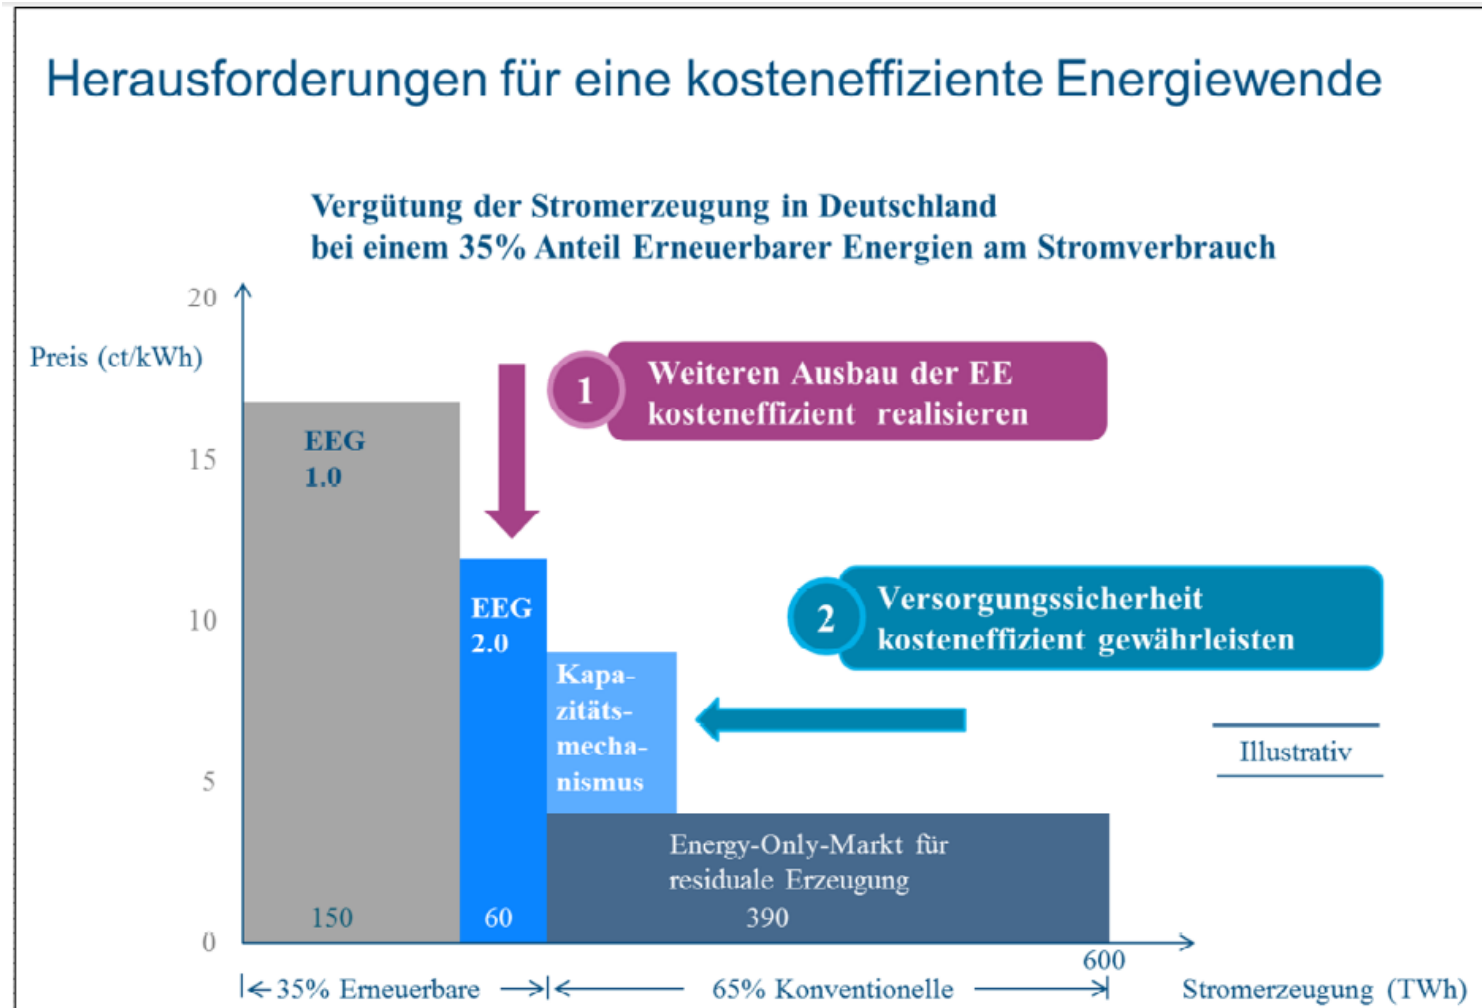 Herausforderungen für eine kosteneffiziente Energiewende
Vergütung der Stromerzeugung in Deutschland
bei einem 35% Anteil Erneuerbarer Energien am Stromverbrauch
20
Preis (ct/kWh)
1
Weiteren Ausbau der EE
kosteneffizient realisieren
EEG
1.0
15
2
Versorgungssicherheit
kosteneffizient gewährleisten
EEG
2.0
10
Kapa-
zitäts-
mecha-
nismus
Illustrativ
5
Energy-Only-Markt für
residuale Erzeugung
150
60
390
0
600
35% Erneuerbare
65% Konventionelle
Stromerzeugung (TWh)